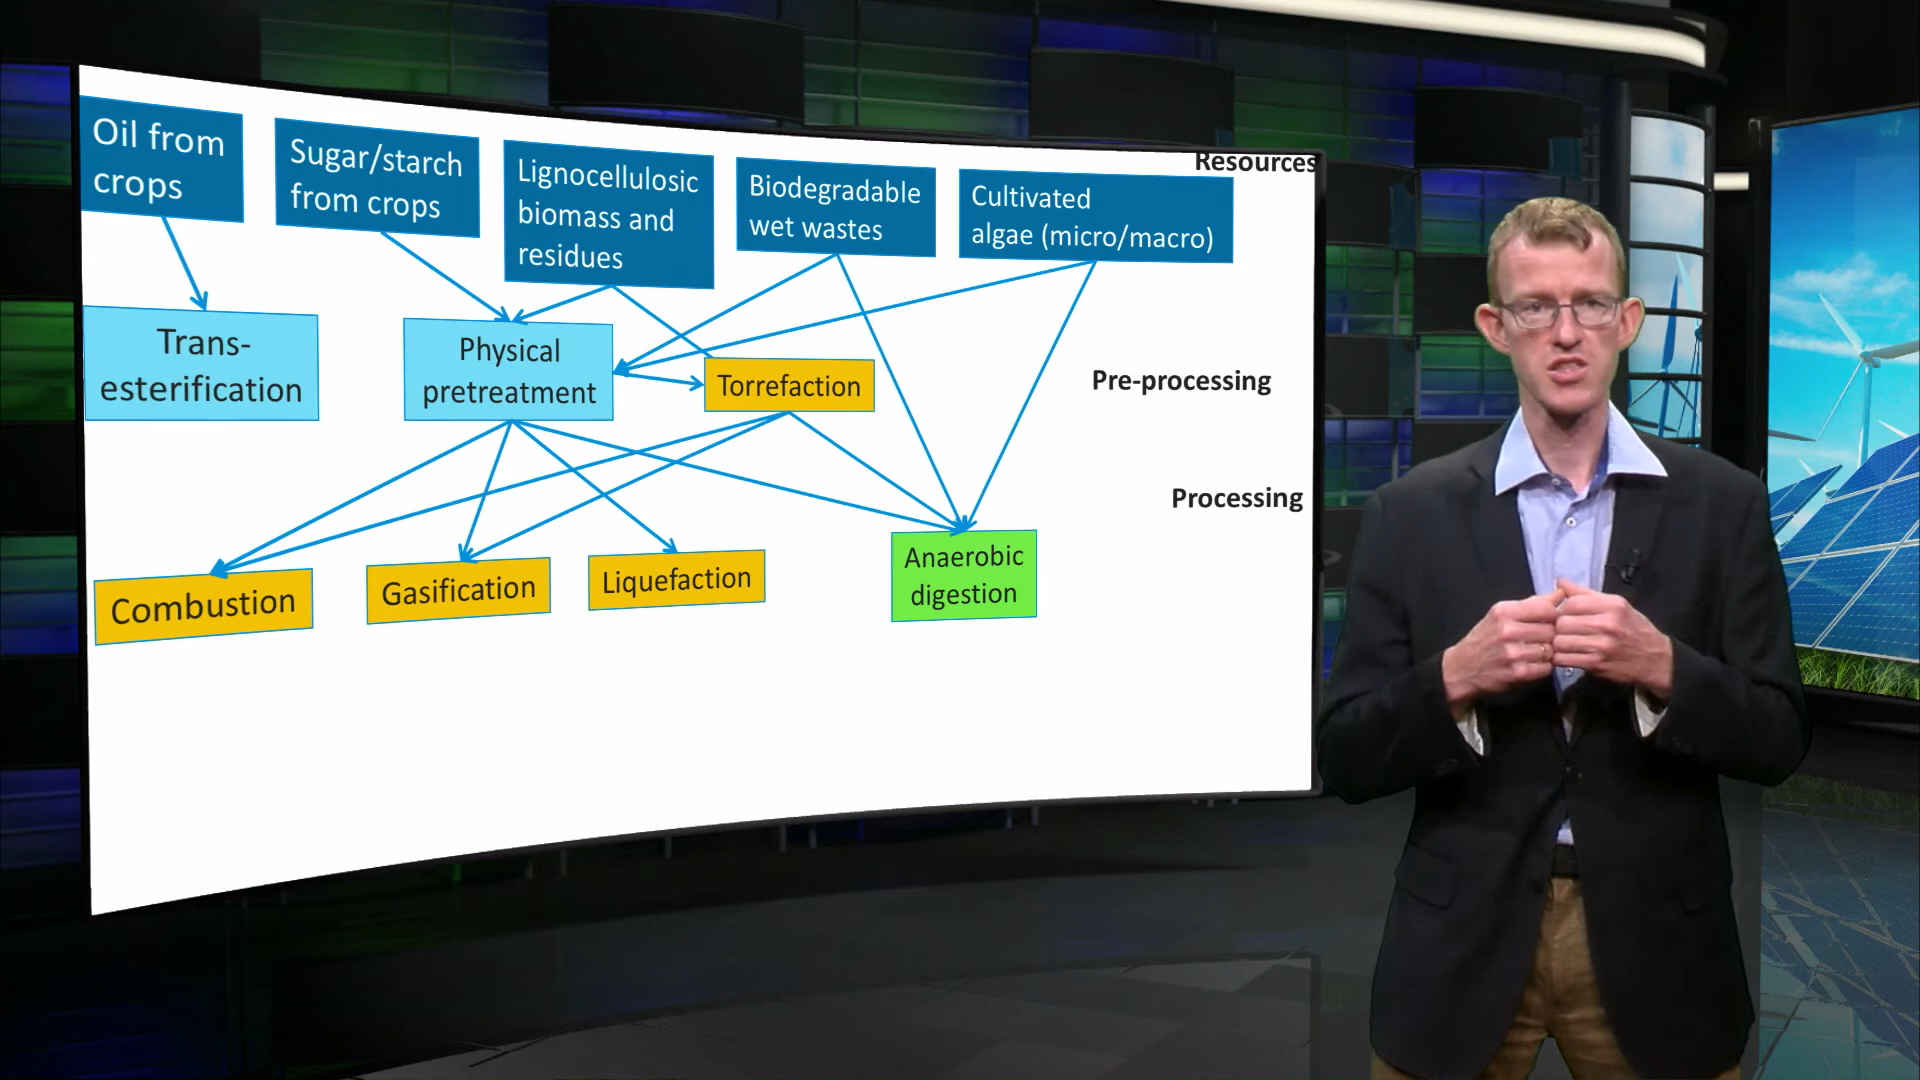 Resources
Oil from
crops
Sugar/starch
from crops
Lignocellulosic
biomass and
residues
Biodegradable
wet wastes
Cultivated
algae (micro/macro)
Trans-
esterification
Physical
pretreatment
Torrefaction
Pre-processing
Processing
Combustion
Gasification
Liquefaction
Anaerobic
digestion